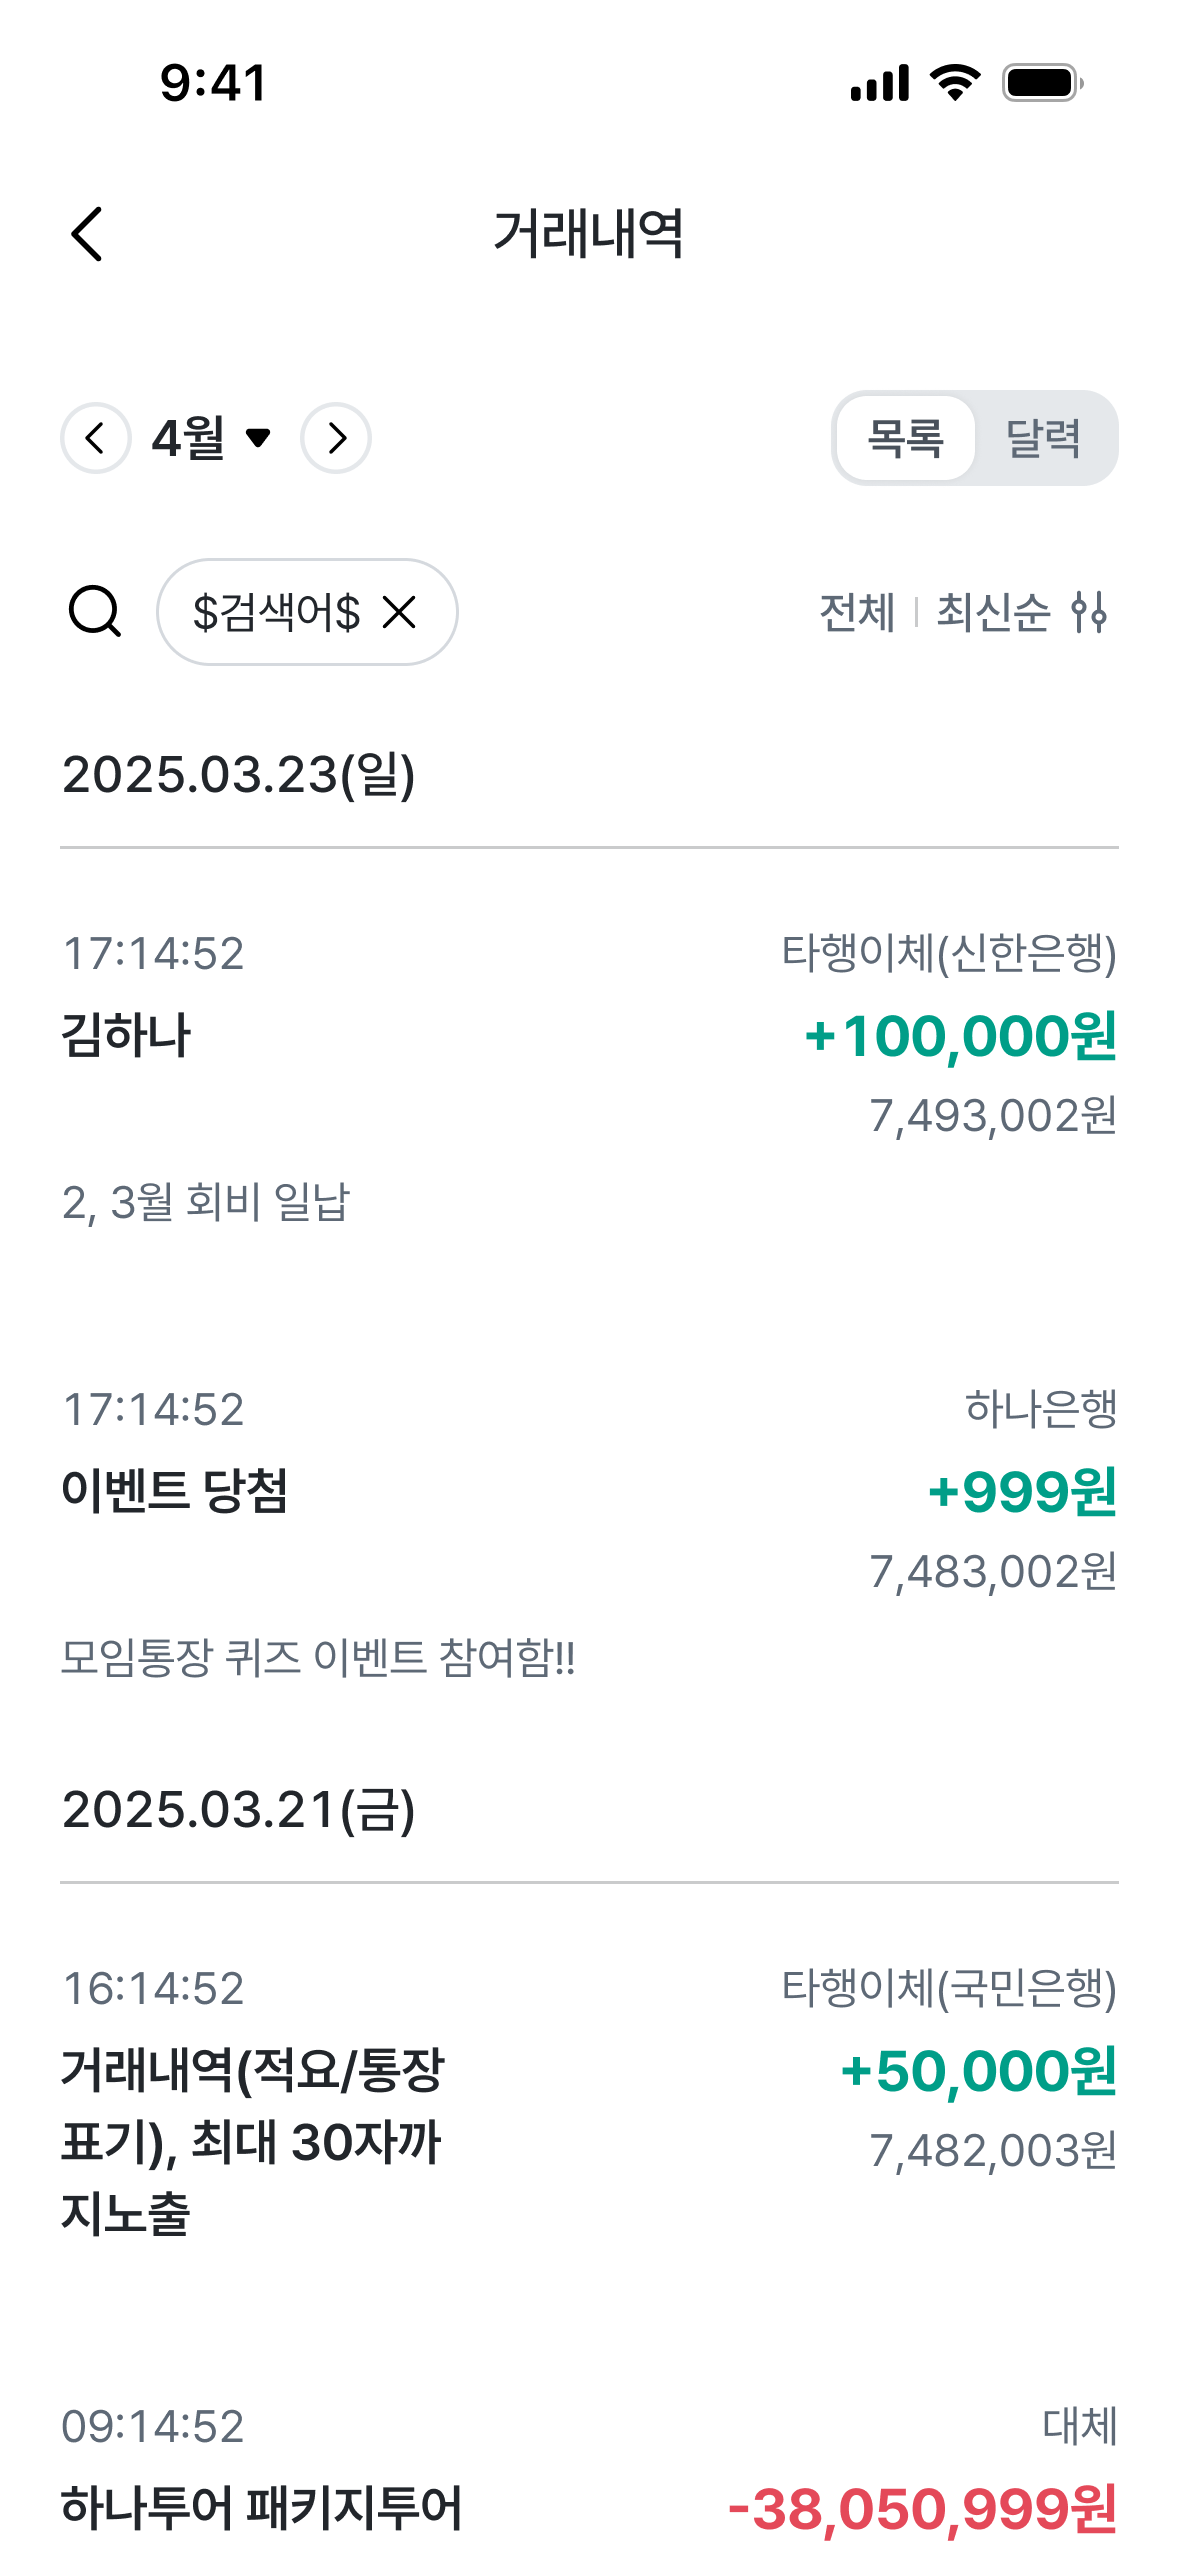 9:41
거래내역
4월
목록 달력
$검색어$
전체 | 최신순
2025.03.23(일)
17:14:52 타행이체(신한은행)
김하나 +100,000원
7,493,002원
2, 3월 회비 일납
17:14:52 하나은행
이벤트 당첨 +999원
7,483,002원
모임통장 퀴즈 이벤트 참여함!!
2025.03.21(금)
16:14:52 타행이체(국민은행)
거래내역(적요/통장 +50,000원
표기), 최대 30자까 7,482,003원
지노출
09:14:52 대체
하나투어 패키지투어 -38,050,999원